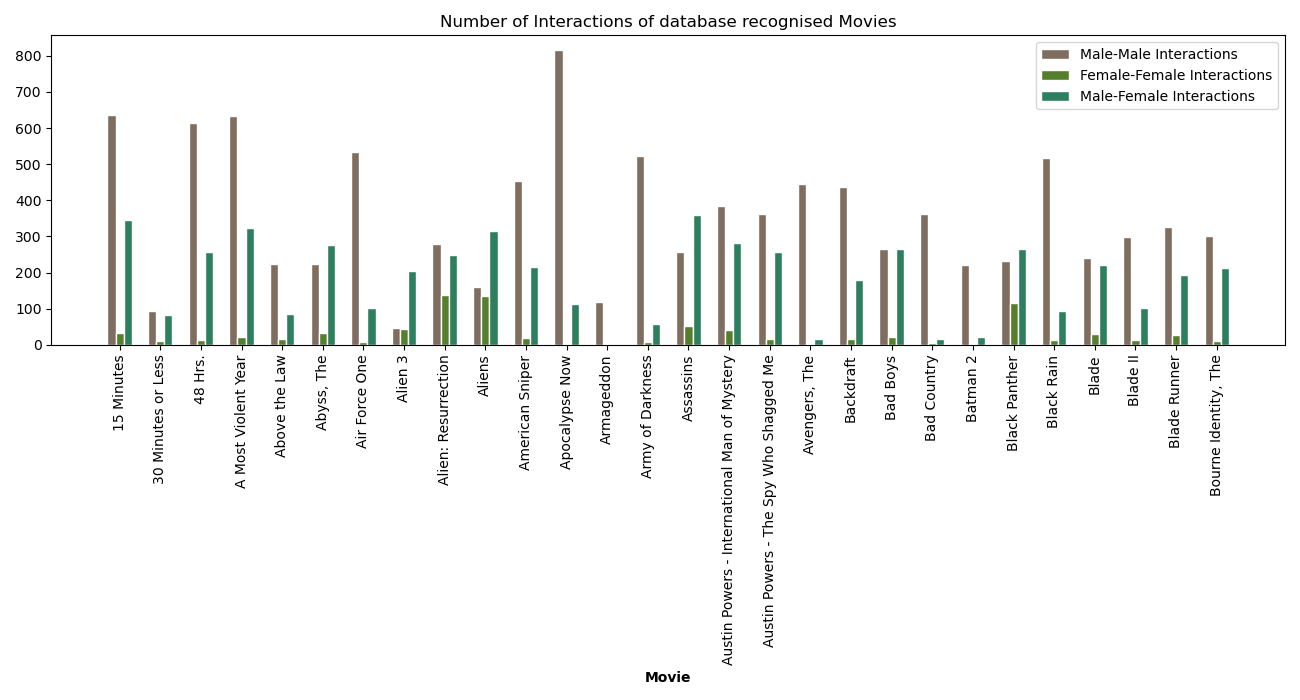 Number of Interactions of database recognised Movies
Male-Male Interactions
Female-Female Interactions
Male-Female Interactions
800
700
600
500
400
300
200
100
0
15 Minutes
30 Minutes or Less
48 Hrs.
A Most Violent Year
Above the Law
Abyss, The
Air Force One
Alien 3
Alien: Resurrection
Aliens
American Sniper
Apocalypse Now
Armageddon
Army of Darkness
Assassins
Austin Powers - International Man of Mystery
Austin Powers - The Spy Who Shagged Me
Avengers, The
Backdraft
Bad Boys
Bad Country
Batman 2
Black Panther
Black Rain
Blade
Blade II
Blade Runner
Bourne Identity, The
Movie